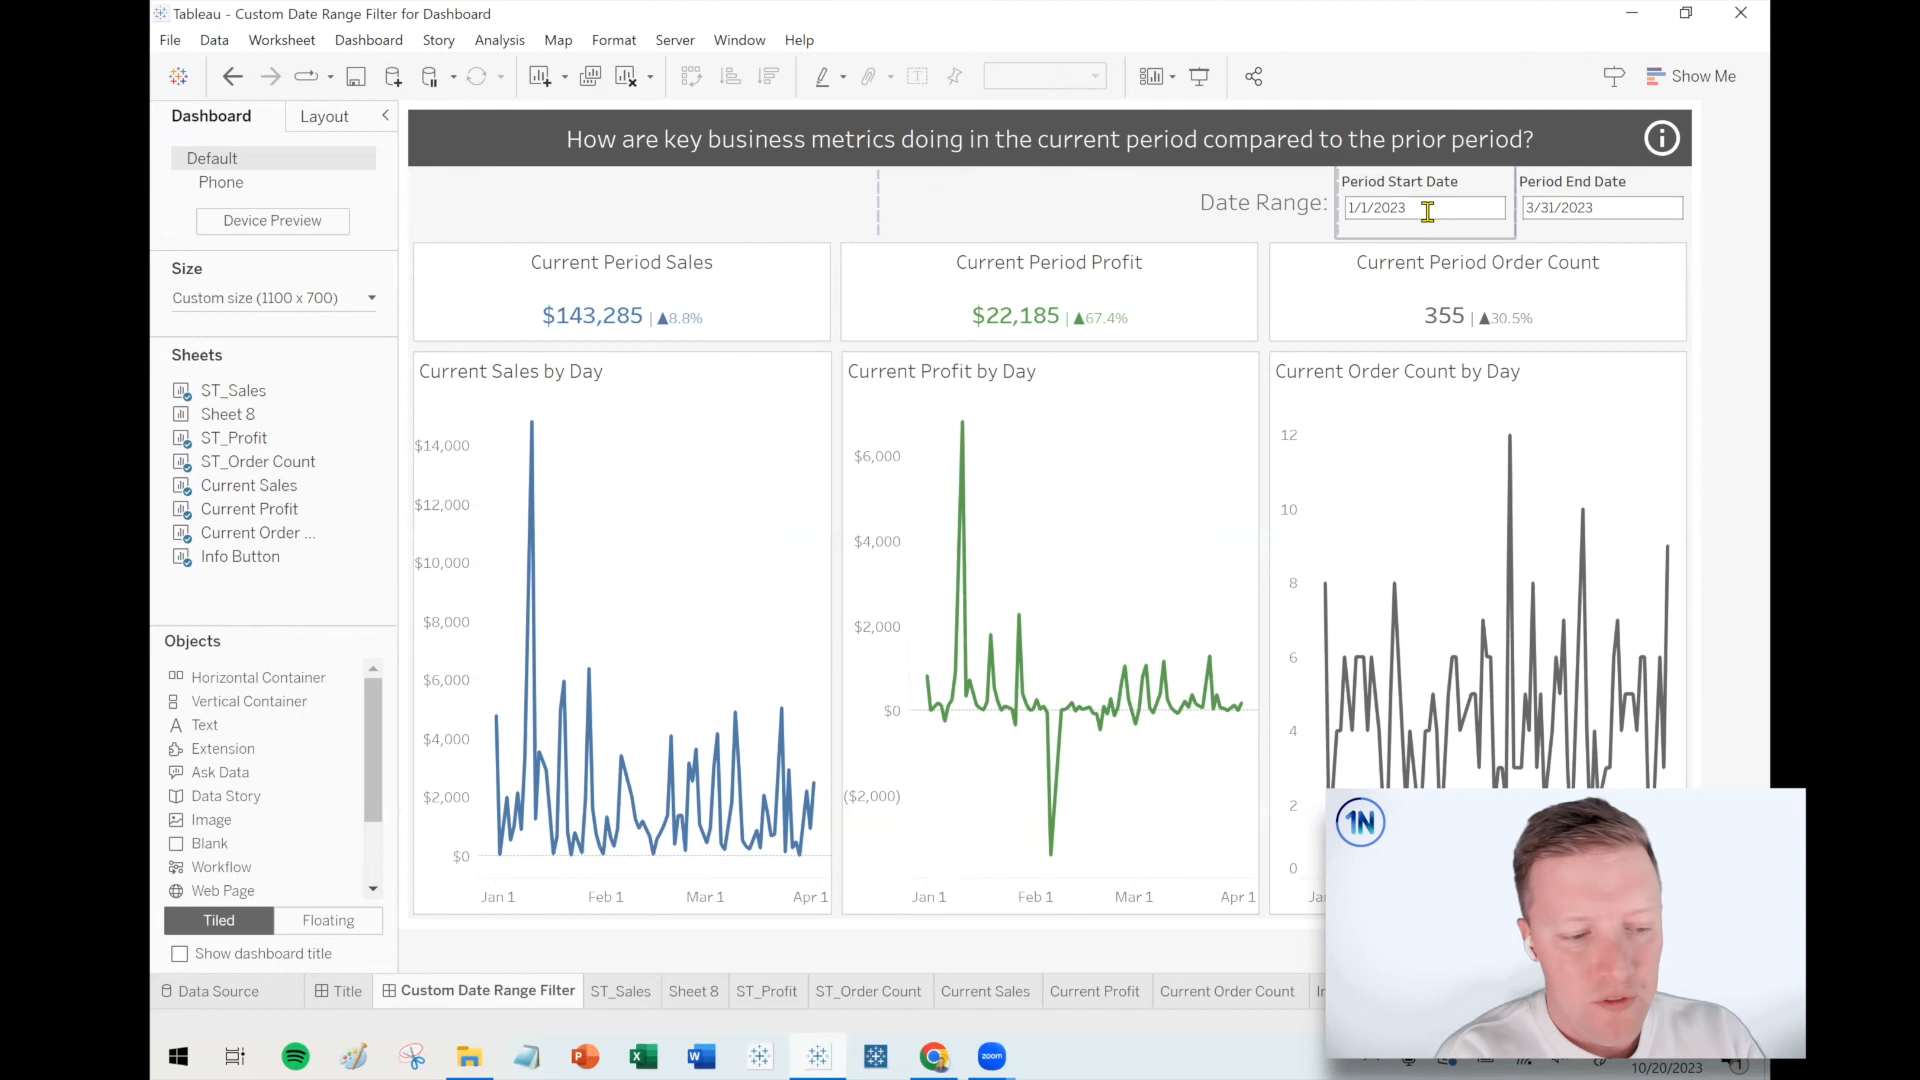 Tableau - Custom Date Range Filter for Dashboard
File Data Worksheet Dashboard Story Analysis Map Format Server Window Help
Show Me
Dashboard Layout
Default
Phone
Device Preview
Size
Custom size (1100 x 700)
Sheets
ST_Sales
Sheet 8
ST_Profit
ST_Order Count
Current Sales
Current Profit
Current Order ...
Info Button
Objects
Horizontal Container
Vertical Container
Text
Extension
Ask Data
Data Story
Image
Blank
Workflow
Web Page
Tiled Floating
Show dashboard title
How are key business metrics doing in the current period compared to the prior period?
Date Range:
Period Start Date
1/1/2023
Period End Date
3/31/2023
Current Period Sales
$143,285 | ▲8.8%
Current Period Profit
$22,185 | ▲67.4%
Current Period Order Count
355 | ▲30.5%
Current Sales by Day
$14,000
$12,000
$10,000
$8,000
$6,000
$4,000
$2,000
$0
Jan 1 Feb 1 Mar 1 Apr 1
Current Profit by Day
$6,000
$4,000
$2,000
$0
($2,000)
Jan 1 Feb 1 Mar 1 Apr 1
Current Order Count by Day
12
10
8
6
4
2
0
1N
Data Source Title Custom Date Range Filter ST_Sales Sheet 8 ST_Profit ST_Order Count Current Sales Current Profit Current Order Count
zoom
10/20/2023